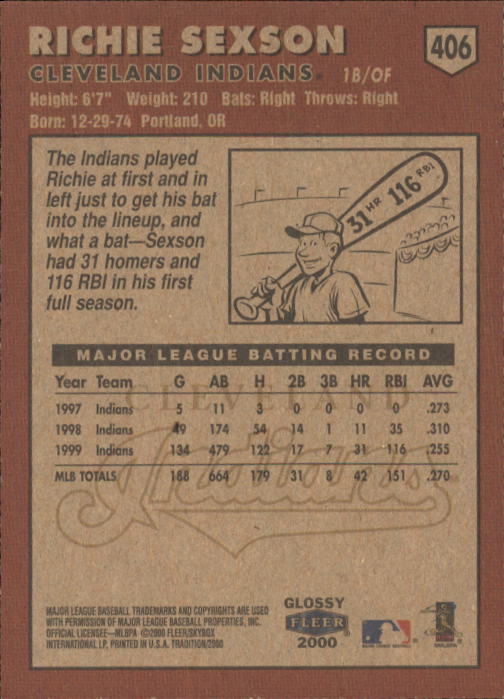 RICHIE SEXSON
406
CLEVELAND INDIANS® 1B/OF
Height: 6'7" Weight: 210 Bats: Right Throws: Right
Born: 12-29-74 Portland, OR
The Indians played
Richie at first and in
left just to get his bat
into the lineup, and
what a bat—Sexson
had 31 homers and
116 RBI in his first
full season.
31 HR 116 RBI
MAJOR LEAGUE BATTING RECORD
Year Team G AB H 2B 3B HR RBI AVG
1997 Indians 5 11 3 0 0 0 0 .273
1998 Indians 49 174 54 14 1 11 35 .310
1999 Indians 134 479 122 17 7 31 116 .255
MLB TOTALS 188 664 179 31 8 42 151 .270
CLEVELAND
Indians
MAJOR LEAGUE BASEBALL TRADEMARKS AND COPYRIGHTS ARE USED
WITH PERMISSION OF MAJOR LEAGUE BASEBALL PROPERTIES, INC.
OFFICIAL LICENSEE—MLBPA ©2000 FLEER/SKYBOX
INTERNATIONAL LP, PRINTED IN U.S.A. TRADITION/2000
GLOSSY
FLEER
2000